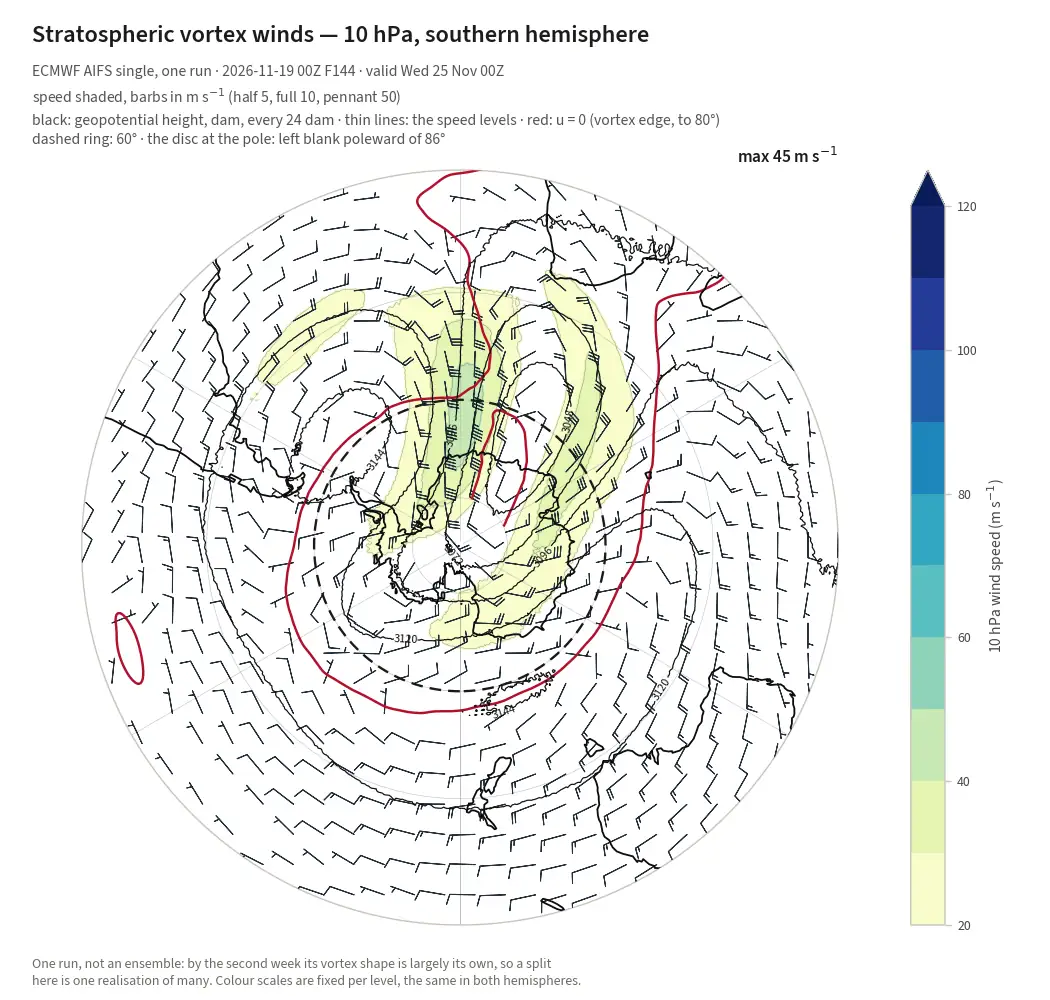 Stratospheric vortex winds — 10 hPa, southern hemisphere
ECMWF AIFS single, one run · 2026-11-19 00Z F144 · valid Wed 25 Nov 00Z
speed shaded, barbs in m s⁻¹ (half 5, full 10, pennant 50)
black: geopotential height, dam, every 24 dam · thin lines: the speed levels · red: u = 0 (vortex edge, to 80°)
dashed ring: 60° · the disc at the pole: left blank poleward of 86°
max 45 m s⁻¹
120
100
80
60
40
20
10 hPa wind speed (m s⁻¹)
3144
3048
3096
3120
3120
3144
One run, not an ensemble: by the second week its vortex shape is largely its own, so a split
here is one realisation of many. Colour scales are fixed per level, the same in both hemispheres.